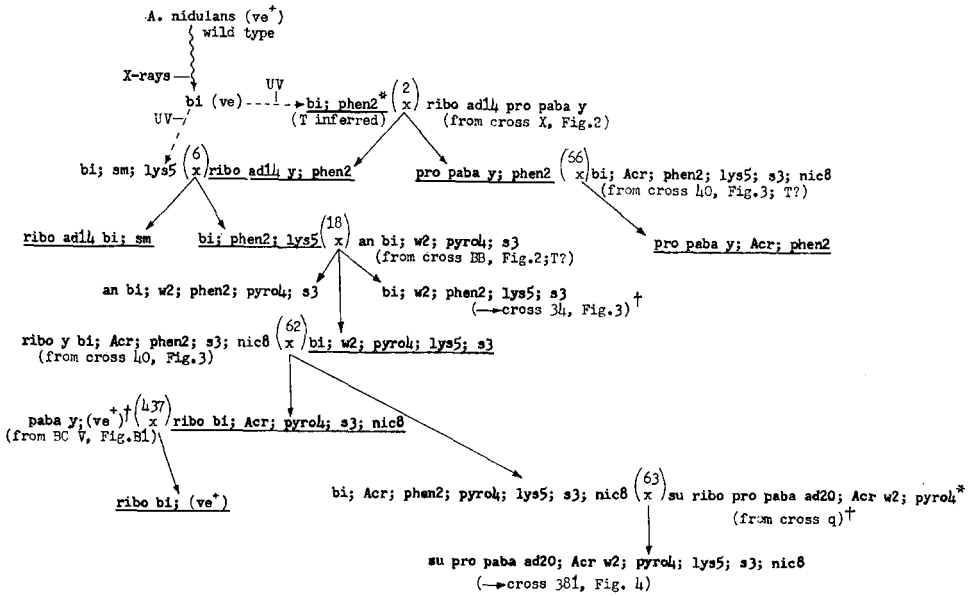 A. nidulans (ve+)
wild type
X-rays
UV
bi (ve)
bi; phen2* (2 x) ribo ad14 pro paba y
(T inferred)
(from cross X, Fig.2)
UV
bi; sm; lys5 (6 x) ribo ad14 y; phen2
pro paba y; phen2 (56 x) bi; Acr; phen2; lys5; s3; nic8
(from cross 40, Fig.3; T?)
ribo ad14 bi; sm
bi; phen2; lys5 (18 x) an bi; w2; pyro4; s3
(from cross BB, Fig.2;T?)
pro paba y; Acr; phen2
an bi; w2; phen2; pyro4; s3
bi; w2; phen2; lys5; s3
(→cross 34, Fig.3)†
ribo y bi; Acr; phen2; s3; nic8 (62 x) bi; w2; pyro4; lys5; s3
(from cross 40, Fig.3)
paba y;(ve+)† (437 x) ribo bi; Acr; pyro4; s3; nic8
(from BC V, Fig.B1)
ribo bi; (ve+)
bi; Acr; phen2; pyro4; lys5; s3; nic8 (63 x) su ribo pro paba ad20; Acr w2; pyro4*
(from cross q)†
su pro paba ad20; Acr w2; pyro4; lys5; s3; nic8
(→cross 381, Fig. 4)